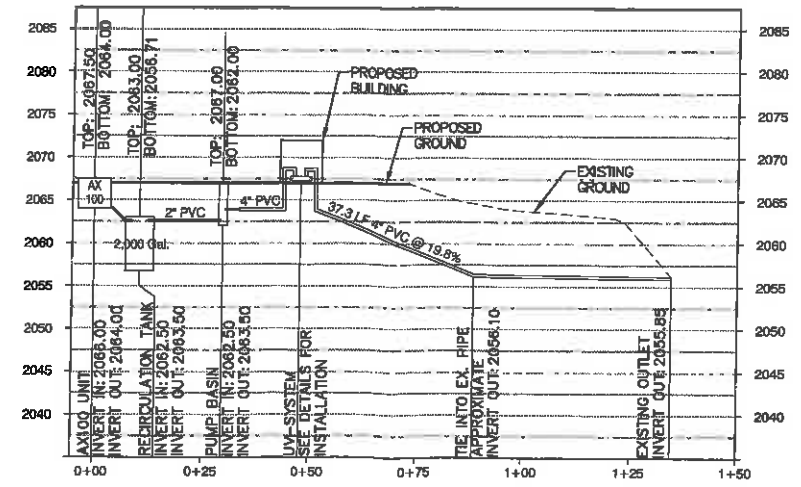 2085
2080
2075
2070
2065
2060
2055
2050
2045
2040
2085
2080
2075
2070
2065
2060
2055
2050
2045
2040
TOP: 2067.50
BOTTOM: 2064.00
TOP: 2063.00
BOTTOM: 2056.71
TOP: 2067.00
BOTTOM: 2062.00
PROPOSED
BUILDING
PROPOSED
GROUND
EXISTING
GROUND
AX
100
2" PVC
4" PVC
2,000 Gal.
37.3 LF 4" PVC @ 19.8%
AX100 UNIT
INVERT IN: 2066.00
INVERT OUT: 2064.00
RECIRCULATION TANK
INVERT IN: 2062.50
INVERT OUT: 2063.50
PUMP BASIN
INVERT IN: 2062.50
INVERT OUT: 2063.50
UV-SYSTEM
SEE DETAILS FOR
INSTALLATION
TIE INTO EX. PIPE
APPROXIMATE
INVERT OUT: 2056.10
EXISTING OUTLET
INVERT OUT: 2055.85
0+00
0+25
0+50
0+75
1+00
1+25
1+50